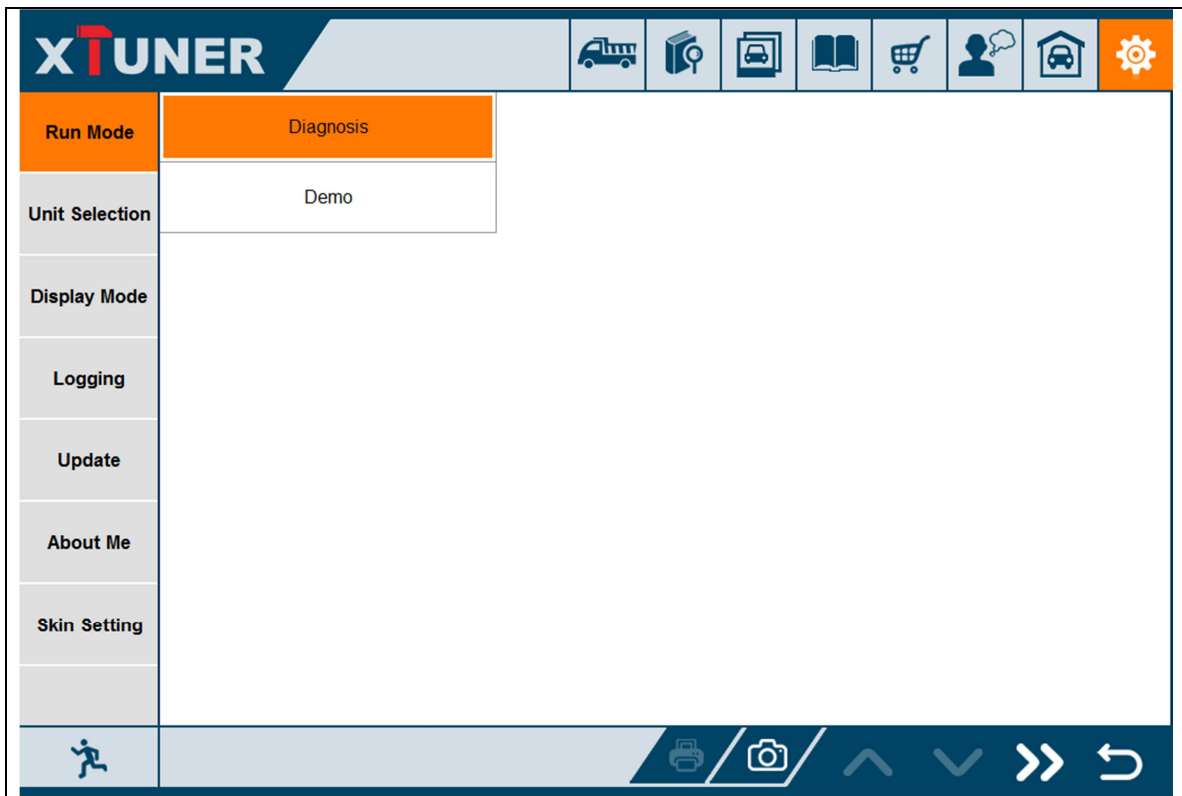 XTUNER
Run Mode
Diagnosis
Demo
Unit Selection
Display Mode
Logging
Update
About Me
Skin Setting